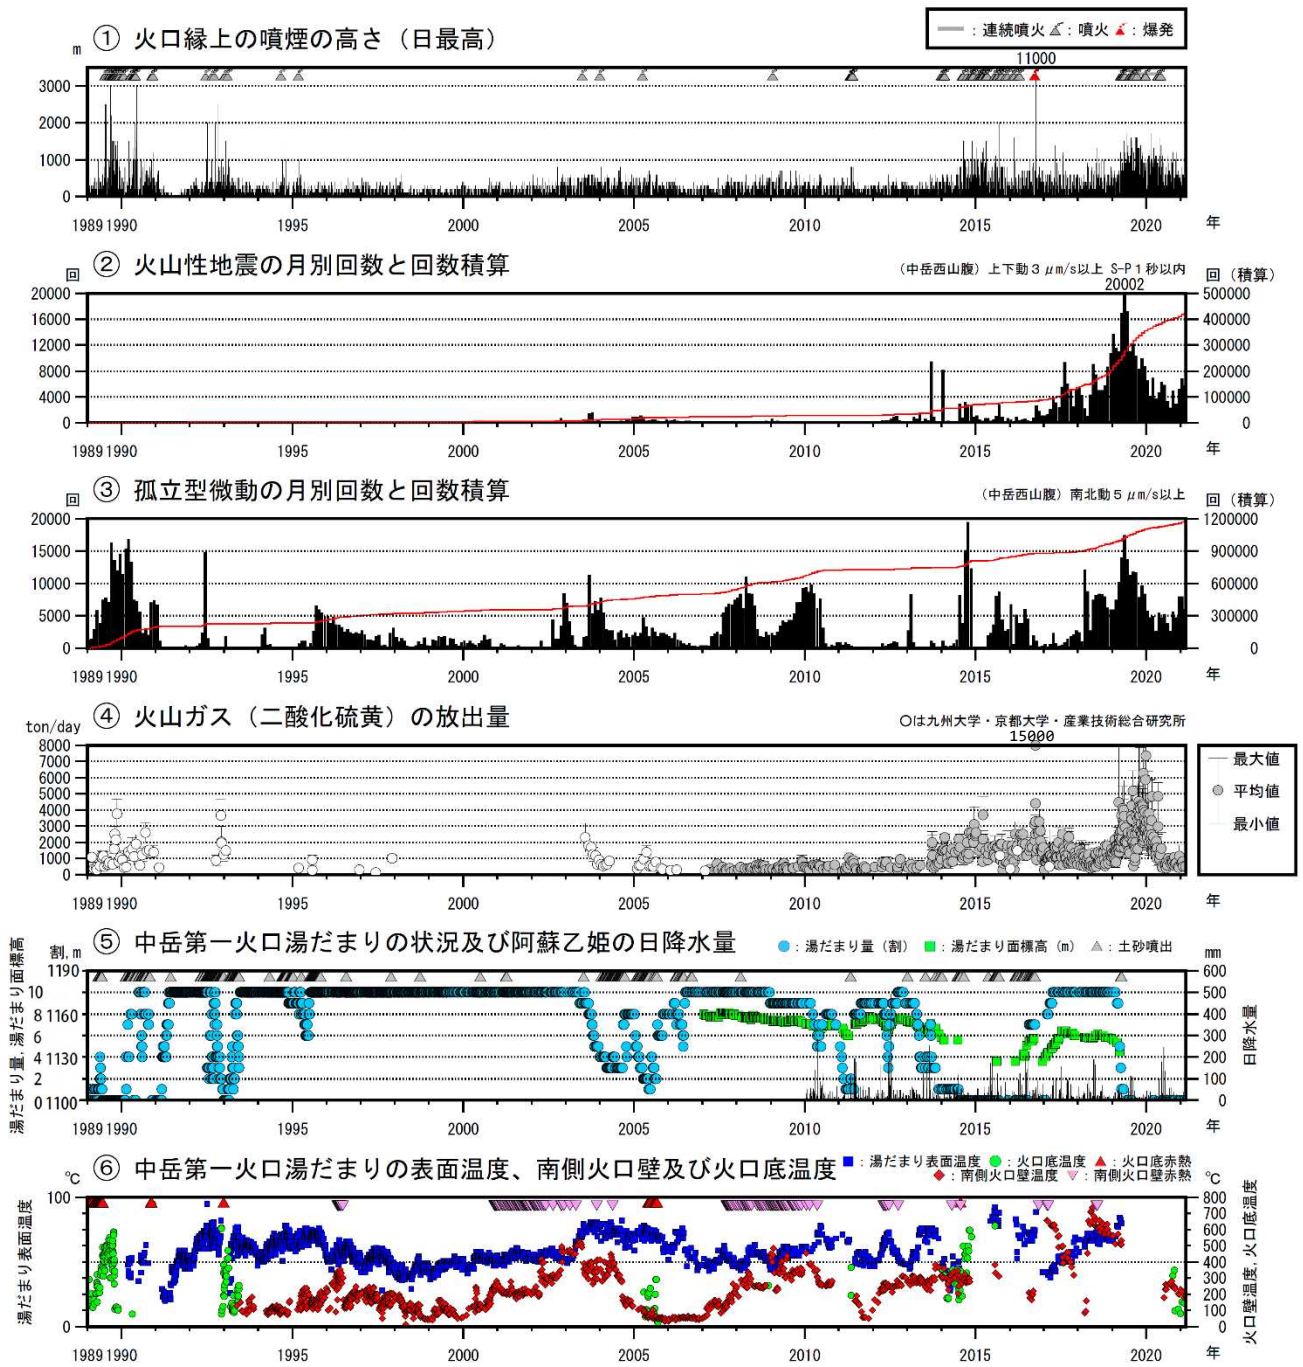 ① 火口縁上の噴煙の高さ（日最高）
：連続噴火 ：噴火 ：爆発
m
11000
3000
2000
1000
0
1989 1990 1995 2000 2005 2010 2015 2020 年
② 火山性地震の月別回数と回数積算
（中岳西山腹）上下動３μm/s以上 S-P１秒以内
回 20002 回（積算）
20000 500000
16000 400000
12000 300000
8000 200000
4000 100000
0 0
1989 1990 1995 2000 2005 2010 2015 2020 年
③ 孤立型微動の月別回数と回数積算
（中岳西山腹）南北動５μm/s以上
回 回（積算）
20000 1200000
15000 900000
10000 600000
5000 300000
0 0
1989 1990 1995 2000 2005 2010 2015 2020 年
④ 火山ガス（二酸化硫黄）の放出量
○は九州大学・京都大学・産業技術総合研究所
ton/day 15000
8000
7000
6000
5000
4000
3000
2000
1000
0
最大値
平均値
最小値
1989 1990 1995 2000 2005 2010 2015 2020 年
⑤ 中岳第一火口湯だまりの状況及び阿蘇乙姫の日降水量
：湯だまり量（割） ：湯だまり面標高（m） ：土砂噴出
割,m mm
湯だまり量,湯だまり面標高
日降水量
1190 600
10 500
8 1160 400
6 300
4 1130 200
2 100
0 1100 0
1989 1990 1995 2000 2005 2010 2015 2020 年
⑥ 中岳第一火口湯だまりの表面温度、南側火口壁及び火口底温度
：湯だまり表面温度 ：火口底温度 ：火口底赤熱
：南側火口壁温度 ：南側火口壁赤熱
℃ ℃
湯だまり表面温度
火口壁温度,火口底温度
100 800
700
600
500
50 400
300
200
100
0 0
1989 1990 1995 2000 2005 2010 2015 2020 年